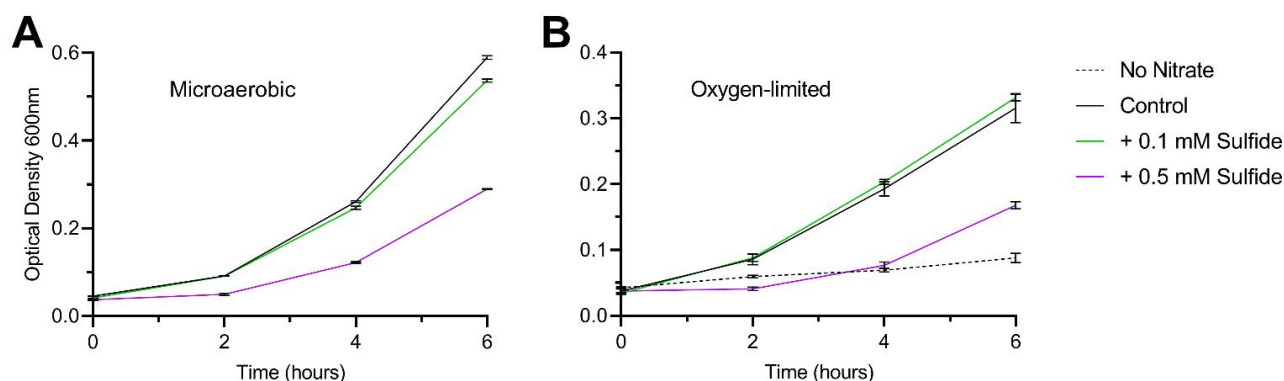 A
Optical Density 600nm
0.6
0.4
0.2
0.0
Microaerobic
0
2
4
6
Time (hours)
B
0.4
0.3
0.2
0.1
0.0
Oxygen-limited
0
2
4
6
Time (hours)
No Nitrate
Control
+ 0.1 mM Sulfide
+ 0.5 mM Sulfide